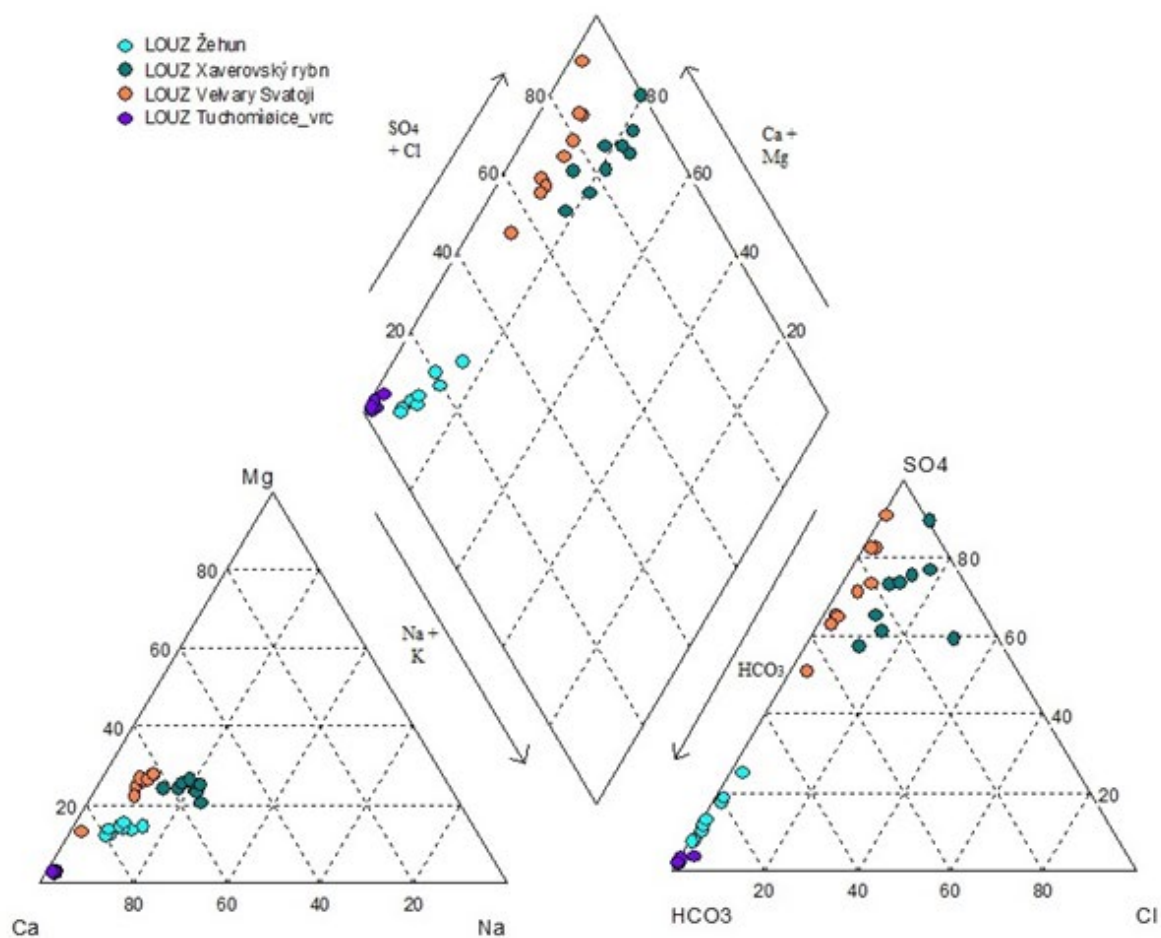 LOUZ Žehun
LOUZ Xaverovský rybn
LOUZ Velvary Svatoji
LOUZ Tuchomìøice_vrc
SO4
+ Cl
Ca +
Mg
80
80
60
60
40
40
20
20
Mg
SO4
80
80
60
60
Na +
K
HCO3
40
40
20
20
80
60
40
20
20
40
60
80
Ca
Na
HCO3
Cl